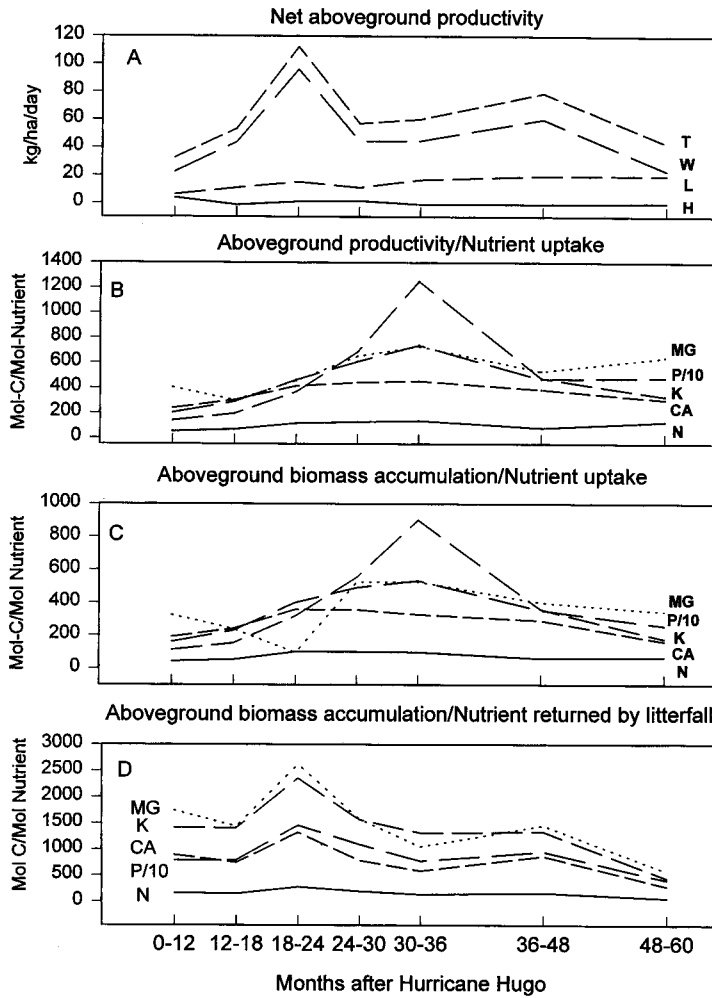 Net aboveground productivity
120
100
80
60
40
20
0
kg/ha/day
A
T
W
L
H
Aboveground productivity/Nutrient uptake
1400
1200
1000
800
600
400
200
0
Mol-C/Mol-Nutrient
B
MG
P/10
K
CA
N
Aboveground biomass accumulation/Nutrient uptake
1000
800
600
400
200
0
Mol-C/Mol Nutrient
C
MG
P/10
K
CA
N
Aboveground biomass accumulation/Nutrient returned by litterfall
3000
2500
2000
1500
1000
500
0
Mol C/Mol Nutrient
D
MG
K
CA
P/10
N
0-12 12-18 18-24 24-30 30-36 36-48 48-60
Months after Hurricane Hugo